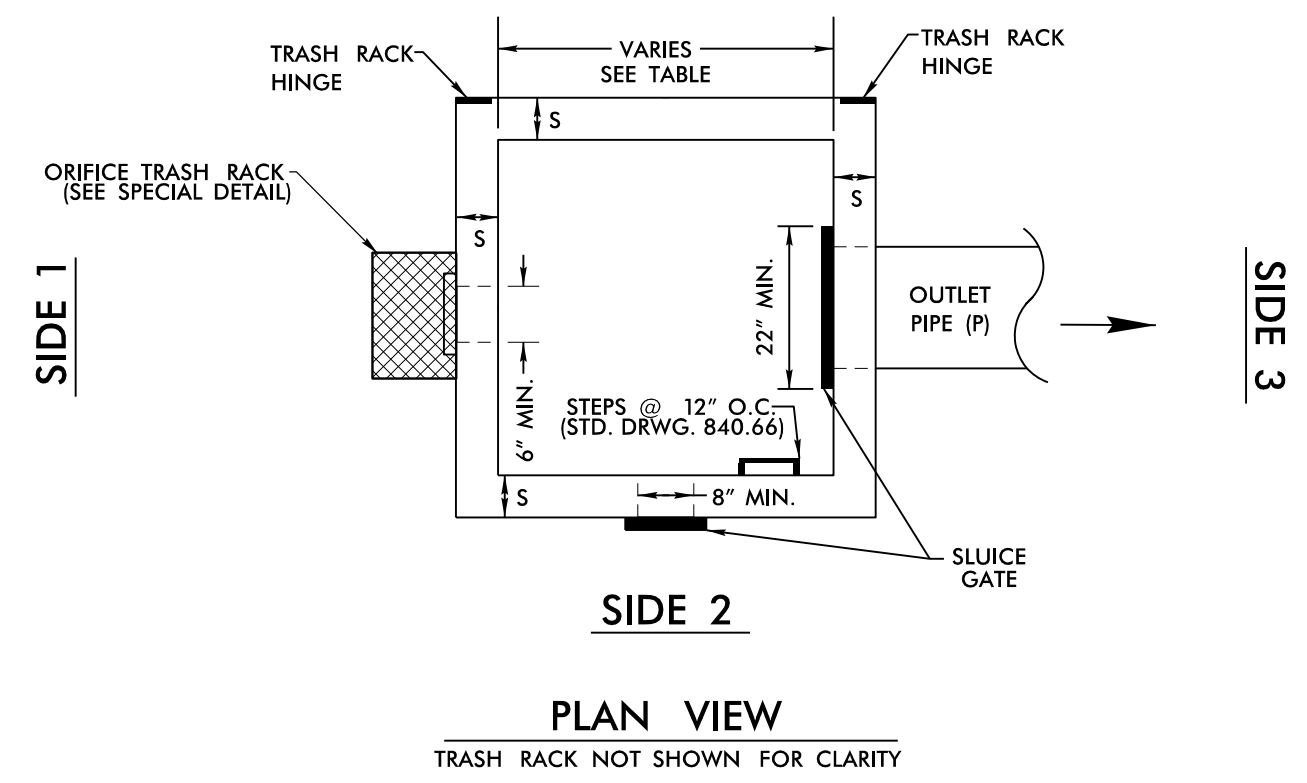 TRASH RACK
HINGE
VARIES
SEE TABLE
TRASH RACK
HINGE
S
ORIFICE TRASH RACK
(SEE SPECIAL DETAIL)
S
S
SIDE 1
22" MIN.
OUTLET
PIPE (P)
SIDE 3
6" MIN.
STEPS @ 12" O.C.
(STD. DRWG. 840.66)
S
8" MIN.
SLUICE
GATE
SIDE 2
PLAN VIEW
TRASH RACK NOT SHOWN FOR CLARITY